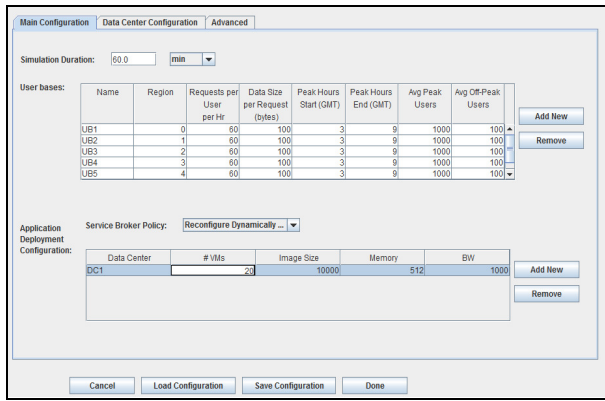 Main Configuration Data Center Configuration Advanced
Simulation Duration: 60.0 min
User bases:
Name Region Requests per User per Hr Data Size per Request (bytes) Peak Hours Start (GMT) Peak Hours End (GMT) Avg Peak Users Avg Off-Peak Users
UB1 0 60 100 3 9 1000 100
UB2 1 60 100 3 9 1000 100
UB3 2 60 100 3 9 1000 100
UB4 3 60 100 3 9 1000 100
UB5 4 60 100 3 9 1000 100
Add New
Remove
Application Deployment Configuration:
Service Broker Policy: Reconfigure Dynamically ...
Data Center # VMs Image Size Memory BW
DC1 20 10000 512 1000
Add New
Remove
Cancel Load Configuration Save Configuration Done